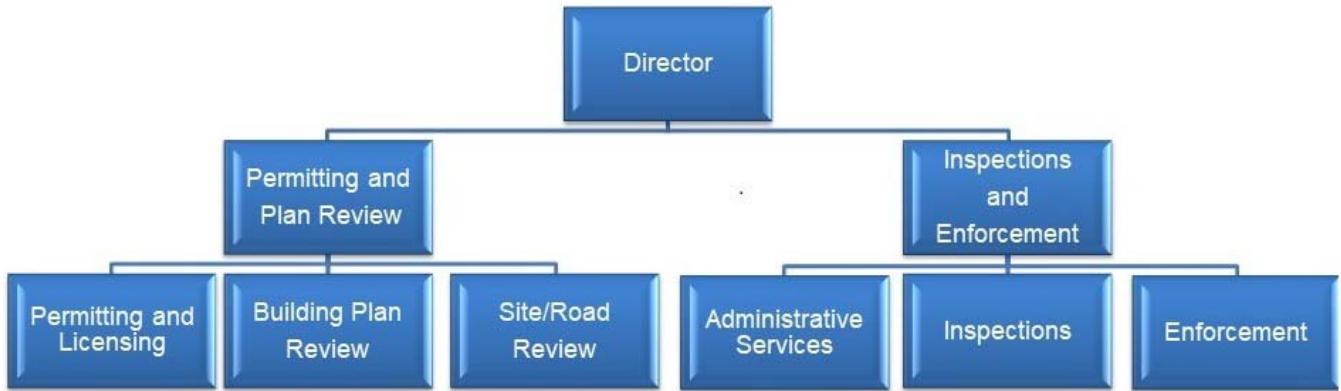 Director
Permitting and
Plan Review
Inspections
and
Enforcement
Permitting and
Licensing
Building Plan
Review
Site/Road
Review
Administrative
Services
Inspections
Enforcement